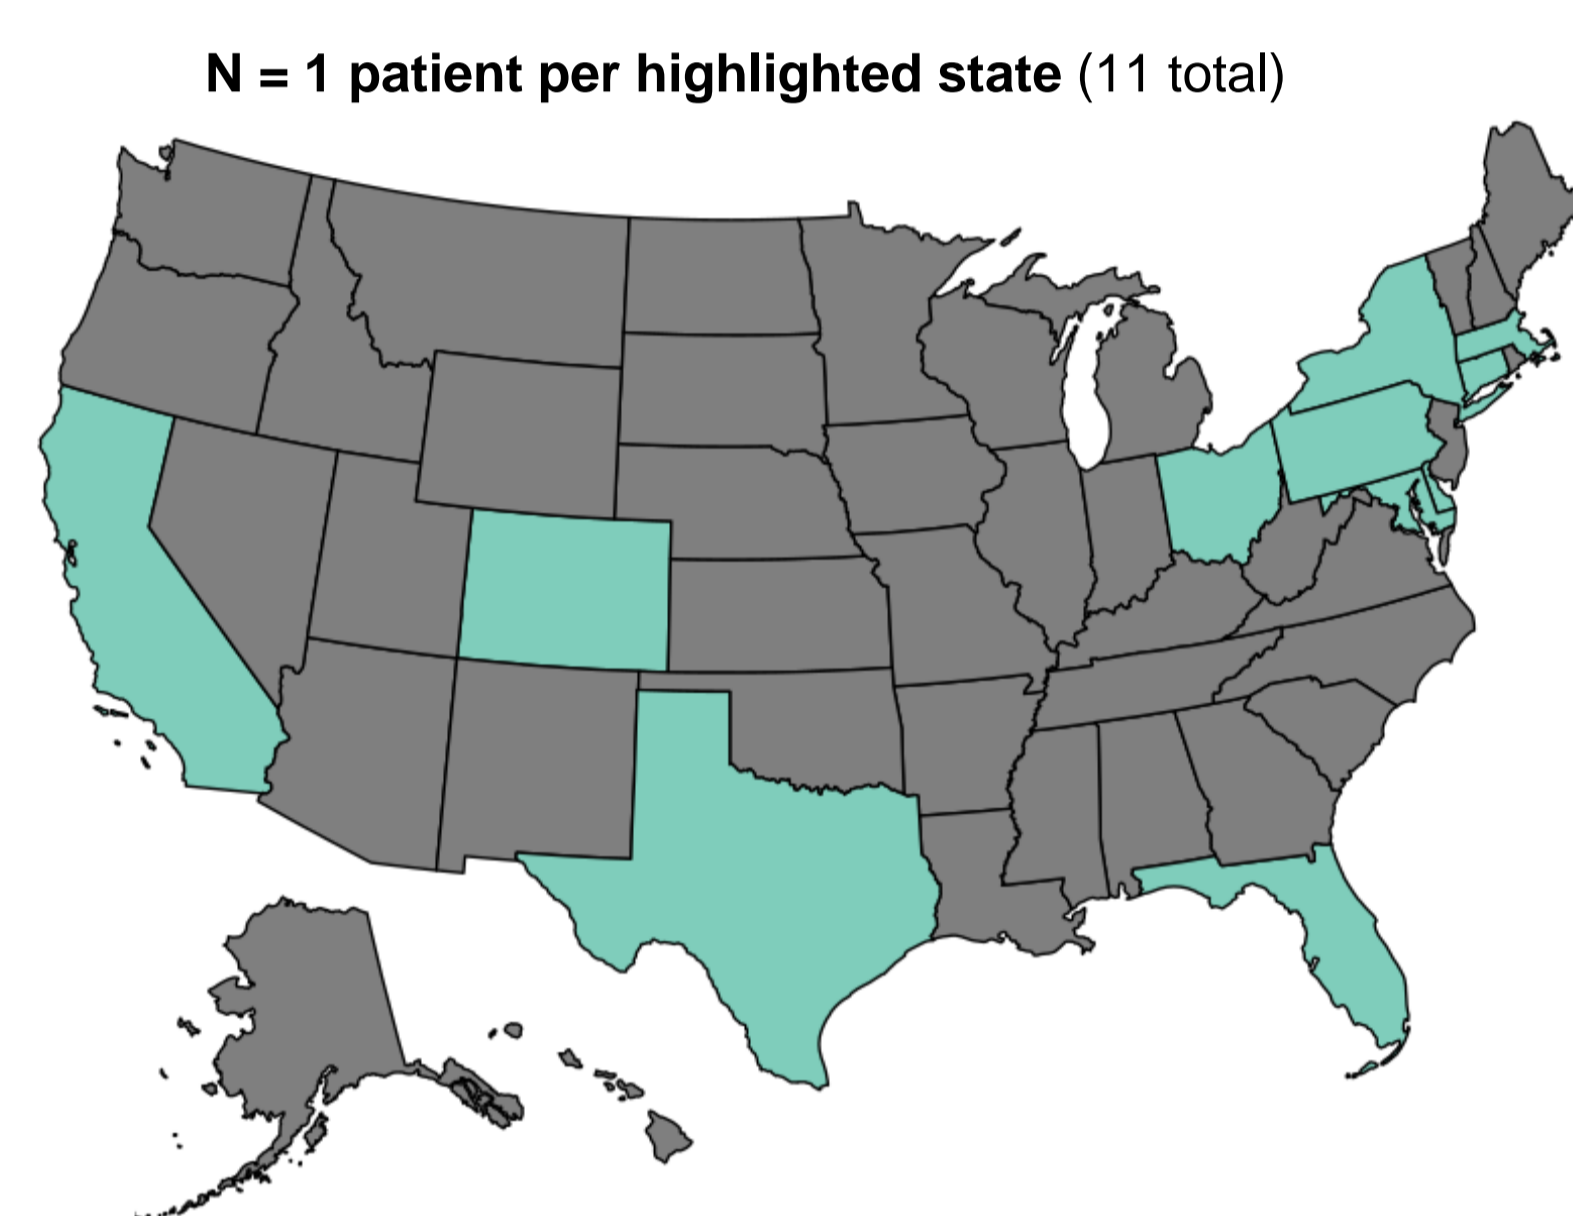 N = 1 patient per highlighted state (11 total)